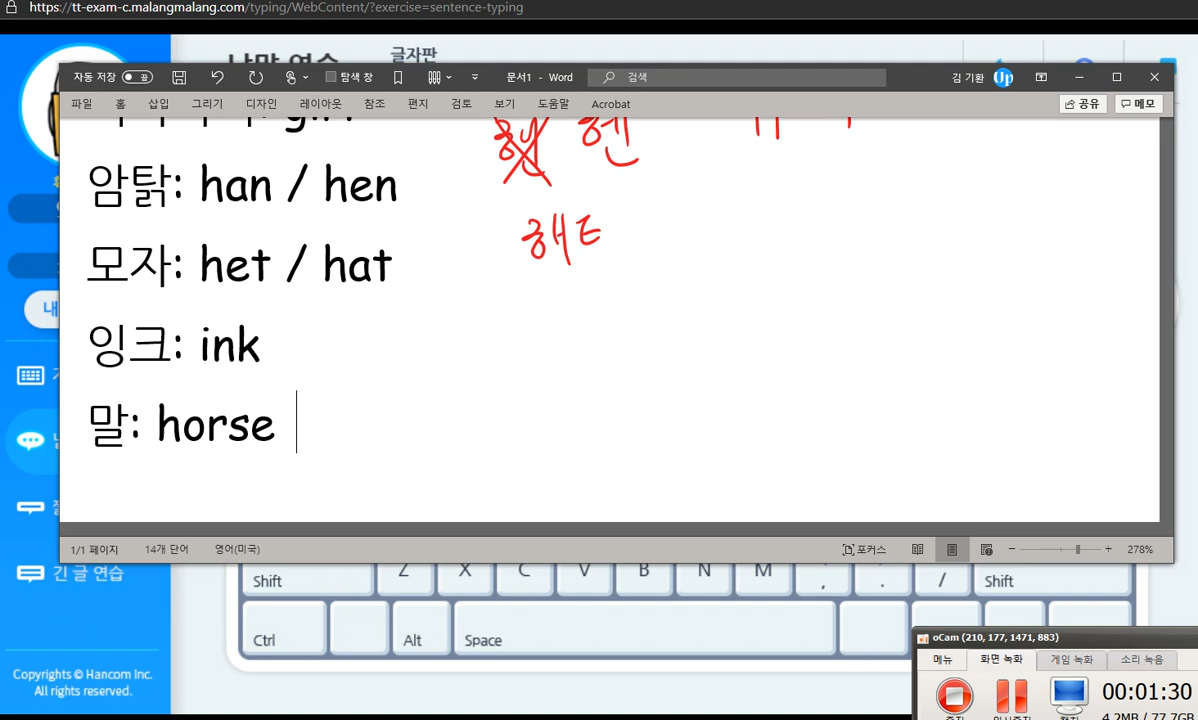 https://tt-exam-c.malangmalang.com/typing/WebContent/?exercise=sentence-typing
글자판
자동 저장 끔 탐색 창 문서1 - Word 검색 김 기환 Up
파일 홈 삽입 그리기 디자인 레이아웃 참조 편지 검토 보기 도움말 Acrobat 공유 메모
암탉: han / hen 헨
모자: het / hat 해t
잉크: ink
말: horse
1/1 페이지 14개 단어 영어(미국) 포커스 278%
긴 글 연습
Shift Z X C V B N M , . / Shift
Ctrl Alt Space
Copyrights © Hancom Inc.
All rights reserved.
oCam (210, 177, 1471, 883)
메뉴 화면 녹화 게임 녹화 소리 녹음
00:01:30